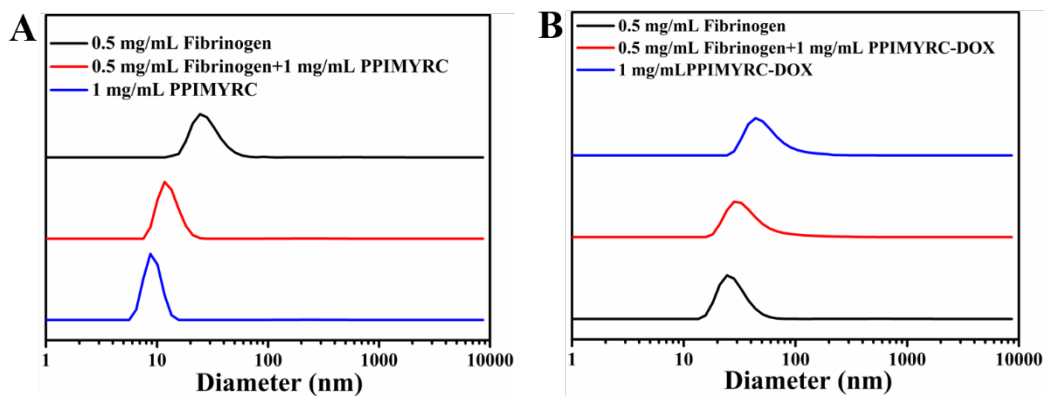 A
0.5 mg/mL Fibrinogen
0.5 mg/mL Fibrinogen+1 mg/mL PPIMYRC
1 mg/mL PPIMYRC
1 10 100 1000 10000
Diameter (nm)
B
0.5 mg/mL Fibrinogen
0.5 mg/mL Fibrinogen+1 mg/mL PPIMYRC-DOX
1 mg/mLPPIMYRC-DOX
1 10 100 1000 10000
Diameter (nm)